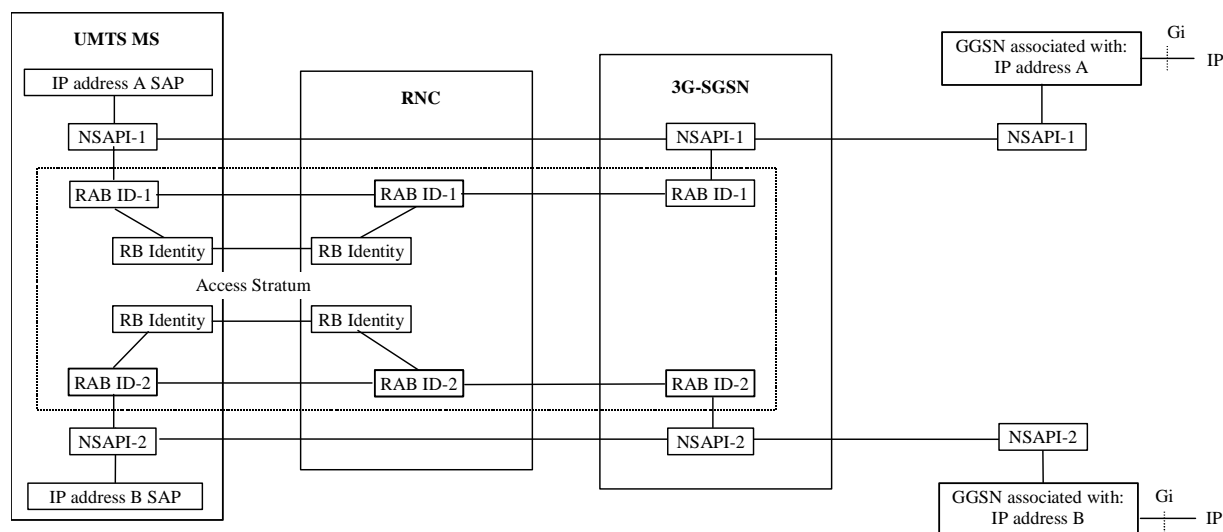 UMTS MS
IP address A SAP
NSAPI-1
RAB ID-1
RB Identity
Access Stratum
RB Identity
RAB ID-2
NSAPI-2
IP address B SAP
RNC
RAB ID-1
RB Identity
RB Identity
RAB ID-2
3G-SGSN
NSAPI-1
RAB ID-1
RAB ID-2
NSAPI-2
GGSN associated with:
IP address A
Gi
IP
NSAPI-1
NSAPI-2
GGSN associated with:
IP address B
Gi
IP